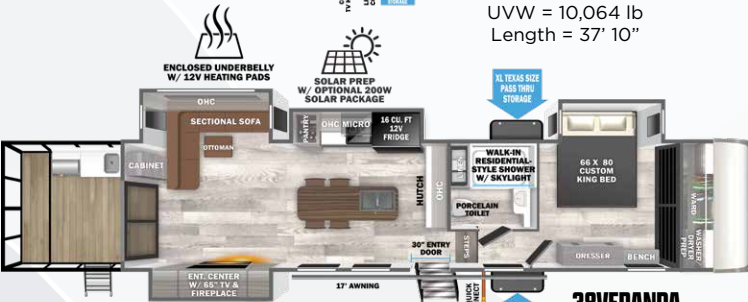 UVW = 10,064 lb
Length = 37' 10”
ENCLOSED UNDERBELLY
W/ 12V HEATING PADS
SOLAR PREP
W/ OPTIONAL 200W
SOLAR PACKAGE
XL TEXAS SIZE
PASS THRU
STORAGE
STORAGE
OHC
SECTIONAL SOFA
OTTOMAN
CABINET
PANTRY
OHC
MICRO
16 CU. FT
12V
FRIDGE
HUTCH
OHC
WALK-IN
RESIDENTIAL-
STYLE SHOWER
W/ SKYLIGHT
PORCELAIN
TOILET
66 X 80
CUSTOM
KING BED
WARD
WASHER/
DRYER
PREP
30" ENTRY
DOOR
STEPS
DRESSER
BENCH
ENT. CENTER
W/ 65" TV &
FIREPLACE
17' AWNING